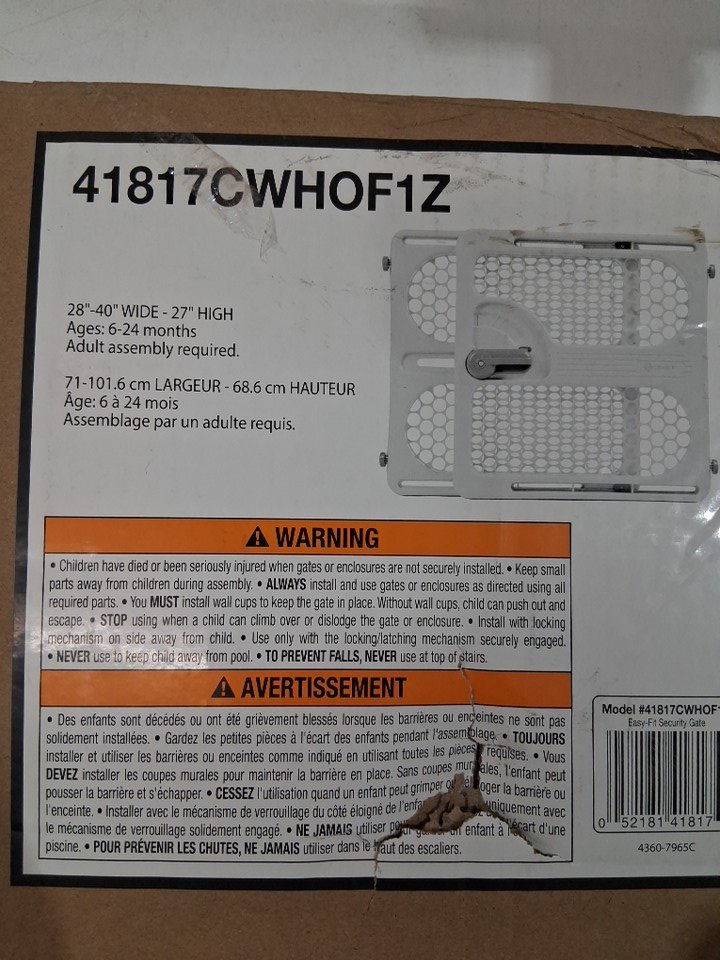 41817CWHOF1Z
28"-40" WIDE - 27" HIGH
Ages: 6-24 months
Adult assembly required.
71-101.6 cm LARGEUR - 68.6 cm HAUTEUR
Âge: 6 à 24 mois
Assemblage par un adulte requis.
⚠ WARNING
• Children have died or been seriously injured when gates or enclosures are not securely installed. • Keep small
parts away from children during assembly. • ALWAYS install and use gates or enclosures as directed using all
required parts. • You MUST install wall cups to keep the gate in place. Without wall cups, child can push out and
escape. • STOP using when a child can climb over or dislodge the gate or enclosure. • Install with locking
mechanism on side away from child. • Use only with the locking/latching mechanism securely engaged.
• NEVER use to keep child away from pool. • TO PREVENT FALLS, NEVER use at top of stairs.
⚠ AVERTISSEMENT
• Des enfants sont décédés ou ont été grièvement blessés lorsque les barrières ou enceintes ne sont pas
solidement installées. • Gardez les petites pièces à l'écart des enfants pendant l'assemblage. • TOUJOURS
installer et utiliser les barrières ou enceintes comme indiqué en utilisant toutes les pièces requises. • Vous
DEVEZ installer les coupes murales pour maintenir la barrière en place. Sans coupes murales, l'enfant peut
pousser la barrière et s'échapper. • CESSEZ l'utilisation quand un enfant peut grimper ou la barrière ou
l'enceinte. • Installer avec le mécanisme de verrouillage du côté éloigné de uniquement avec
le mécanisme de verrouillage solidement engagé. • NE JAMAIS utiliser pour un enfant à l'écart d'une
piscine. • POUR PRÉVENIR LES CHUTES, NE JAMAIS utiliser dans le haut des escaliers.
Model #41817CWHOF1
Easy-Fit Security Gate
0 52181 41817
4360-7965C